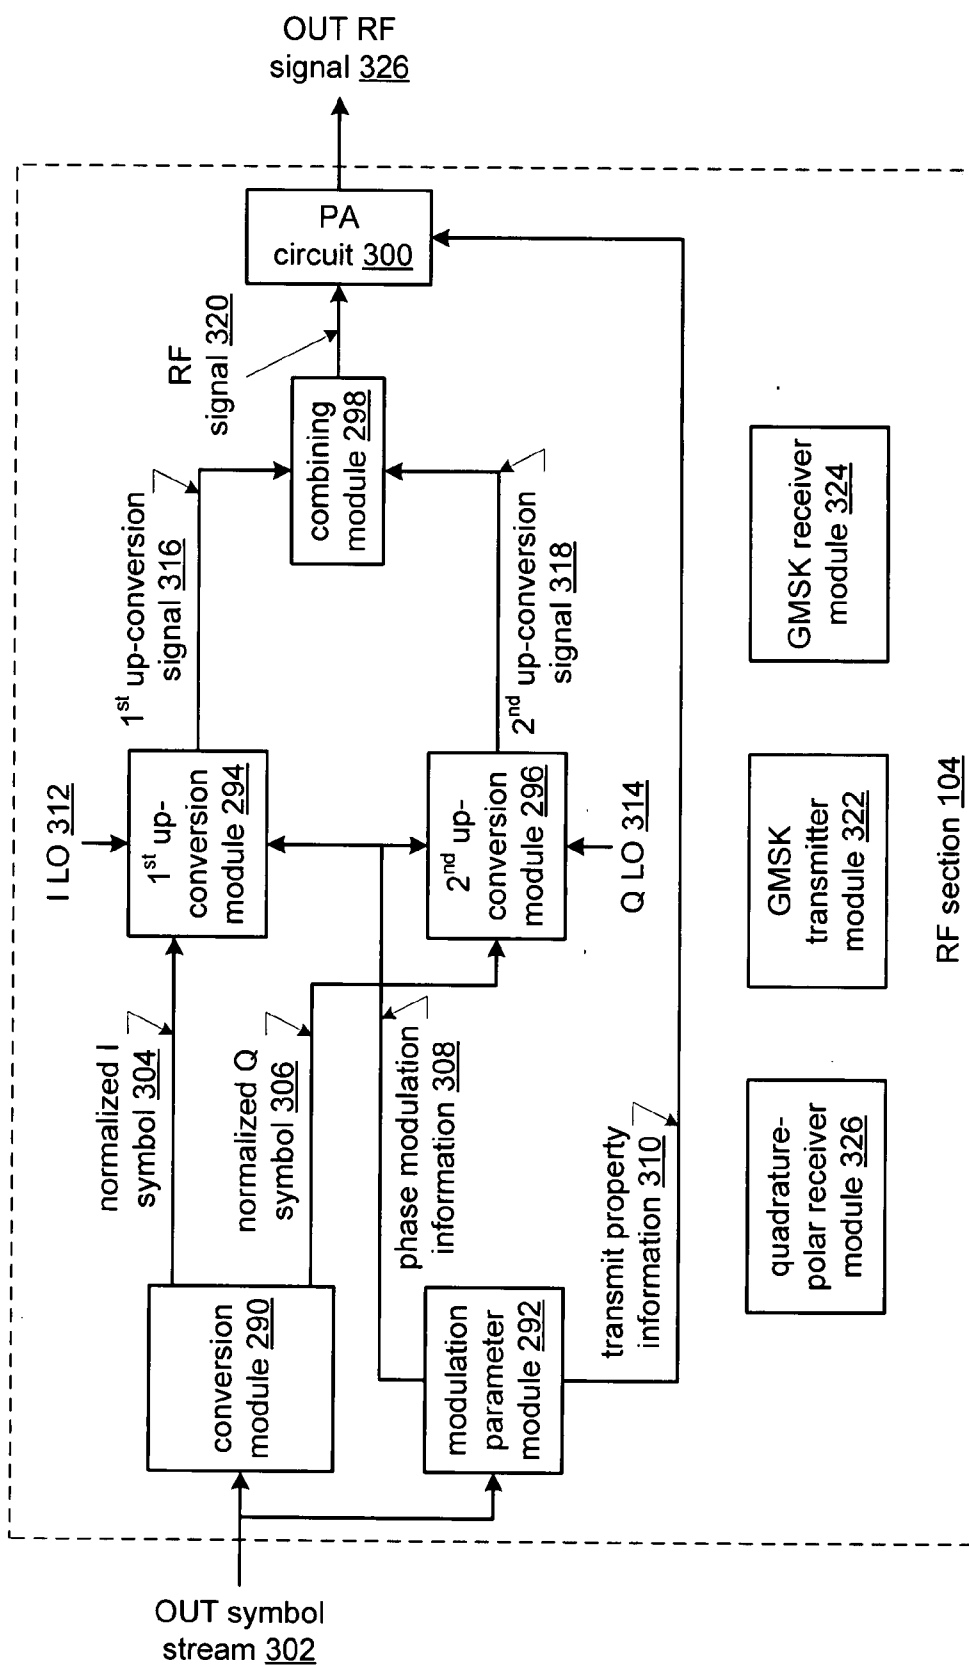 OUT symbol
stream 302
conversion
module 290
modulation
parameter
module 292
normalized I
symbol 304
normalized Q
symbol 306
phase modulation
information 308
transmit property
information 310
I LO 312
1st up-
conversion
module 294
2nd up-
conversion
module 296
Q LO 314
1st up-conversion
signal 316
2nd up-conversion
signal 318
combining
module 298
RF
signal 320
PA
circuit 300
OUT RF
signal 326
quadrature-
polar receiver
module 326
GMSK
transmitter
module 322
GMSK receiver
module 324
RF section 104